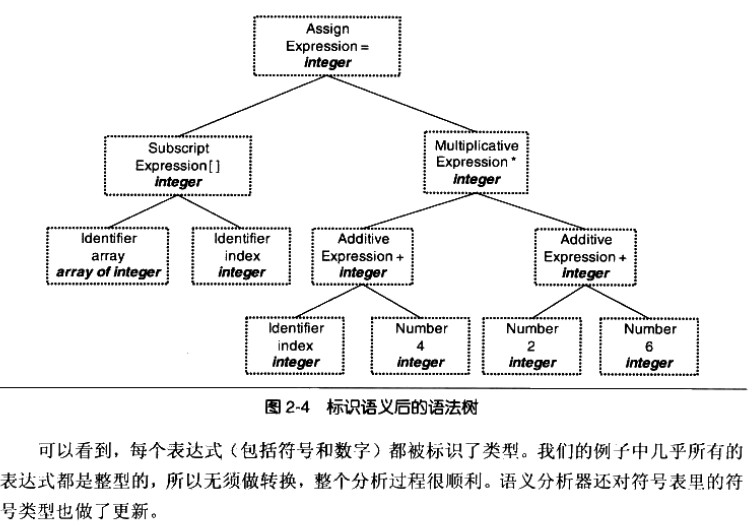 Assign
Expression =
integer
Subscript
Expression[ ]
integer
Multiplicative
Expression *
integer
Identifier
array
array of integer
Identifier
index
integer
Additive
Expression +
integer
Additive
Expression +
integer
Identifier
index
integer
Number
4
integer
Number
2
integer
Number
6
integer
图 2-4 标识语义后的语法树
可以看到，每个表达式（包括符号和数字）都被标识了类型。我们的例子中几乎所有的
表达式都是整型的，所以无须做转换，整个分析过程很顺利。语义分析器还对符号表里的符
号类型也做了更新。